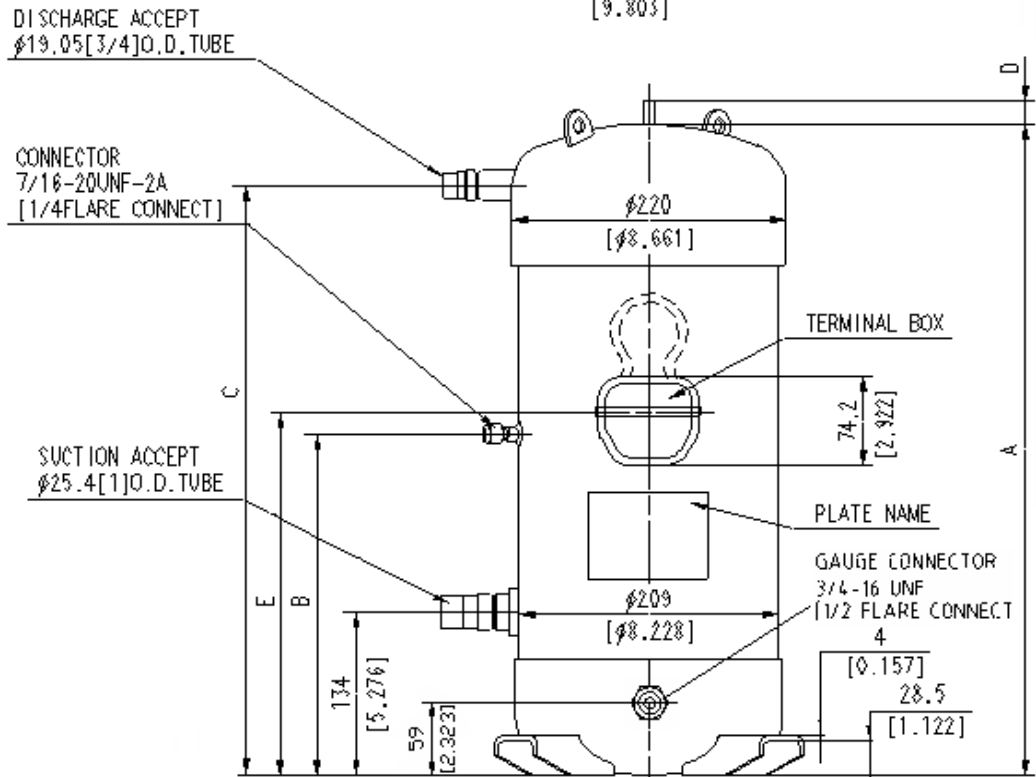 [9.803]
DISCHARGE ACCEPT
ϕ19.05[3/4]O.D.TUBE
D
CONNECTOR
7/16-20UNF-2A
[1/4FLARE CONNECT]
ϕ220
[ϕ8.661]
TERMINAL BOX
C
74.2
[2.922]
A
SUCTION ACCEPT
ϕ25.4[1]O.D.TUBE
PLATE NAME
GAUGE CONNECTOR
3/4-16 UNF
[1/2 FLARE CONNECT
E
B
ϕ209
[ϕ8.228]
4
[0.157]
134
[5.276]
28.5
[1.122]
59
[2.323]